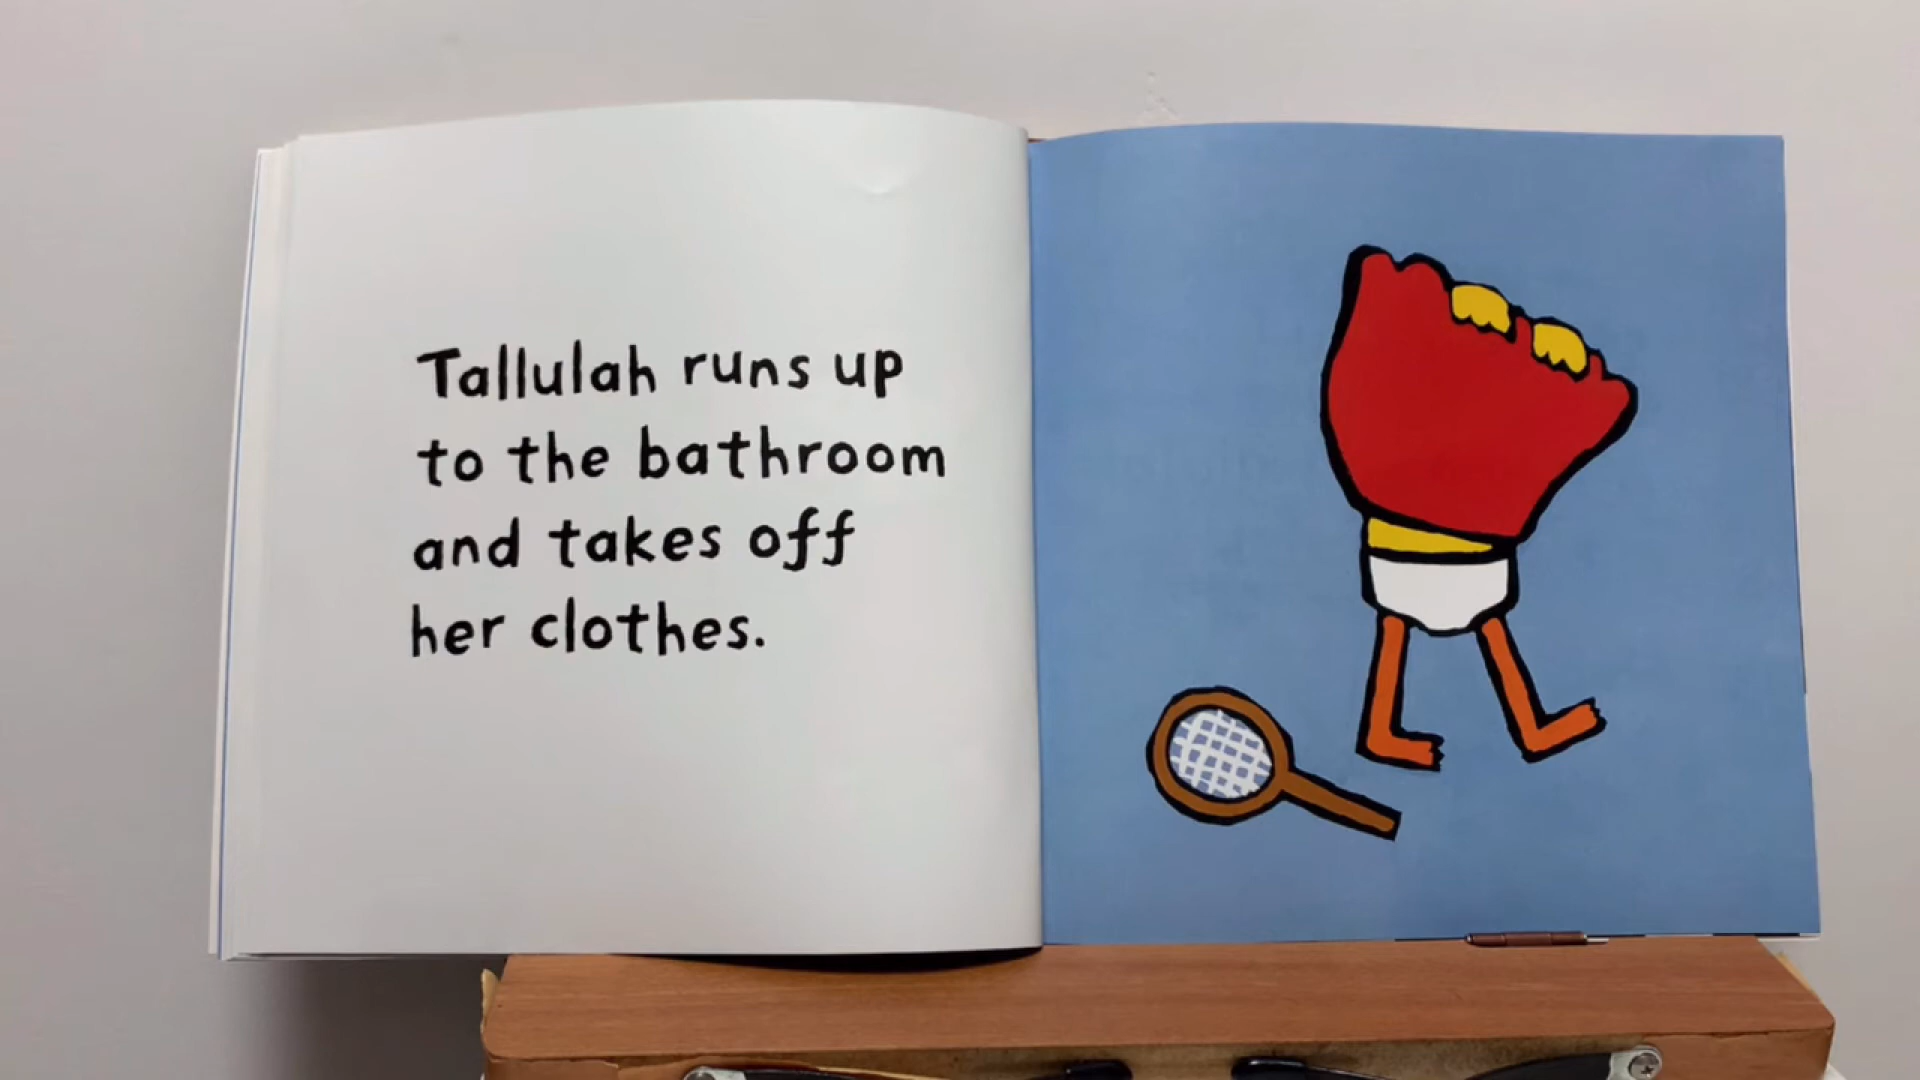 Tallulah runs up
to the bathroom
and takes off
her clothes.